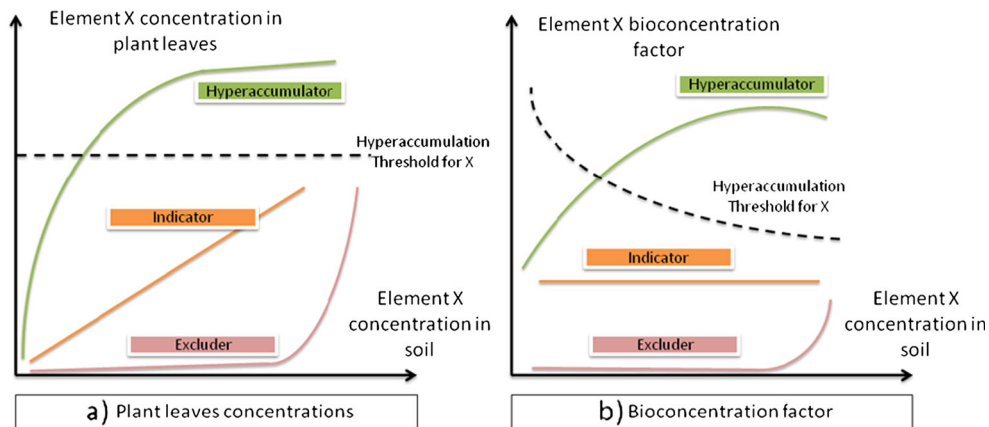 Element X concentration in
plant leaves
Hyperaccumulator
Hyperaccumulation
Threshold for X
Indicator
Element X
concentration in
soil
Excluder
a) Plant leaves concentrations
Element X bioconcentration
factor
Hyperaccumulator
Hyperaccumulation
Threshold for X
Indicator
Element X
concentration in
soil
Excluder
b) Bioconcentration factor